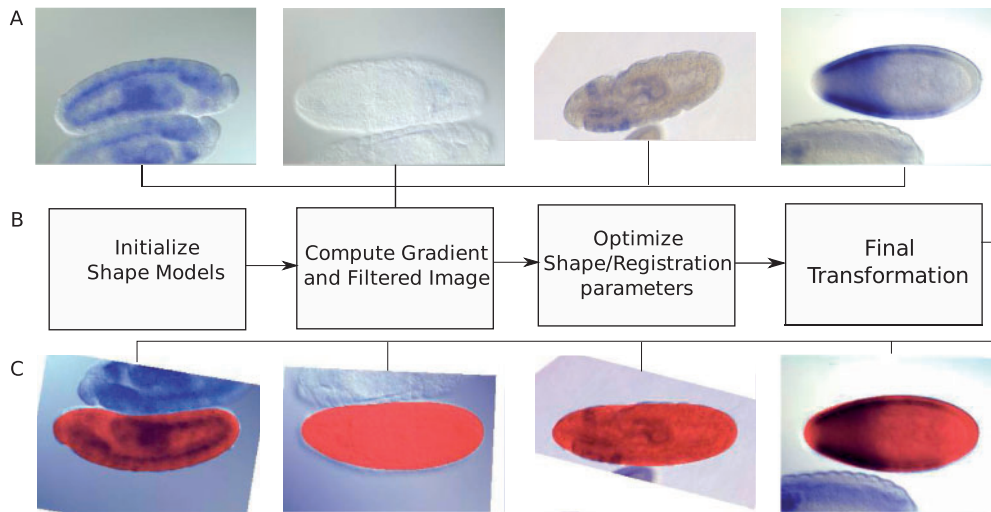 A
B
Initialize
Shape Models
Compute Gradient
and Filtered Image
Optimize
Shape/Registration
parameters
Final
Transformation
C